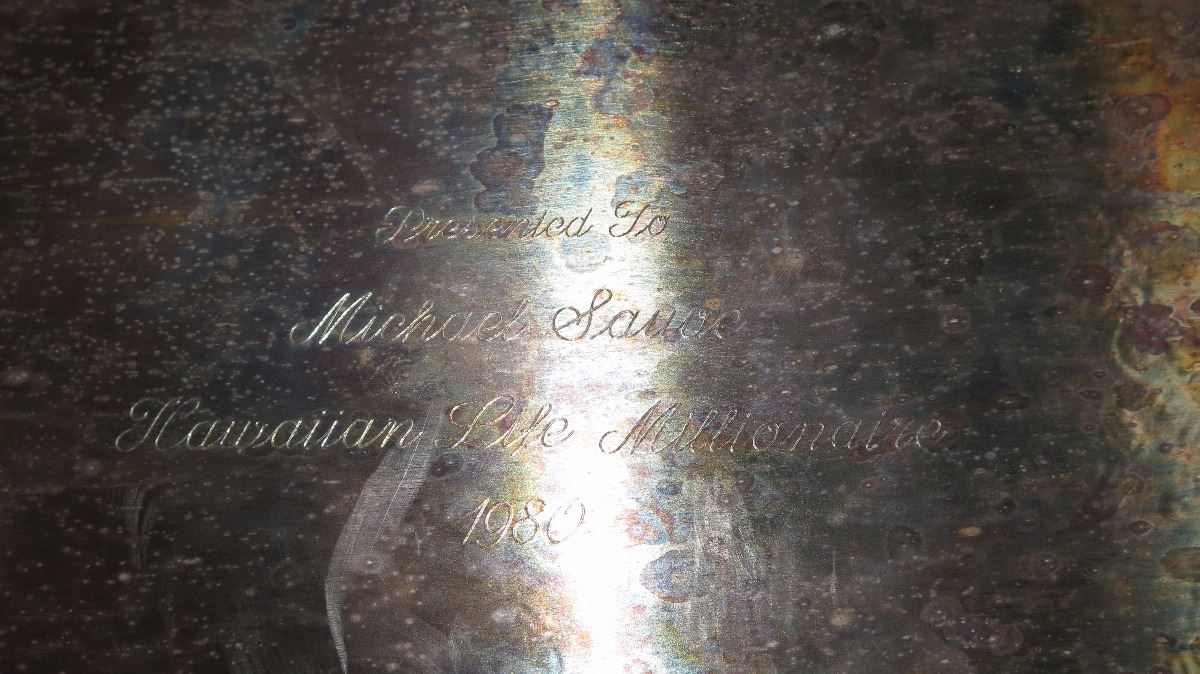 Presented To
Michael Sauve
Hawaiian Life Millionaire
1980